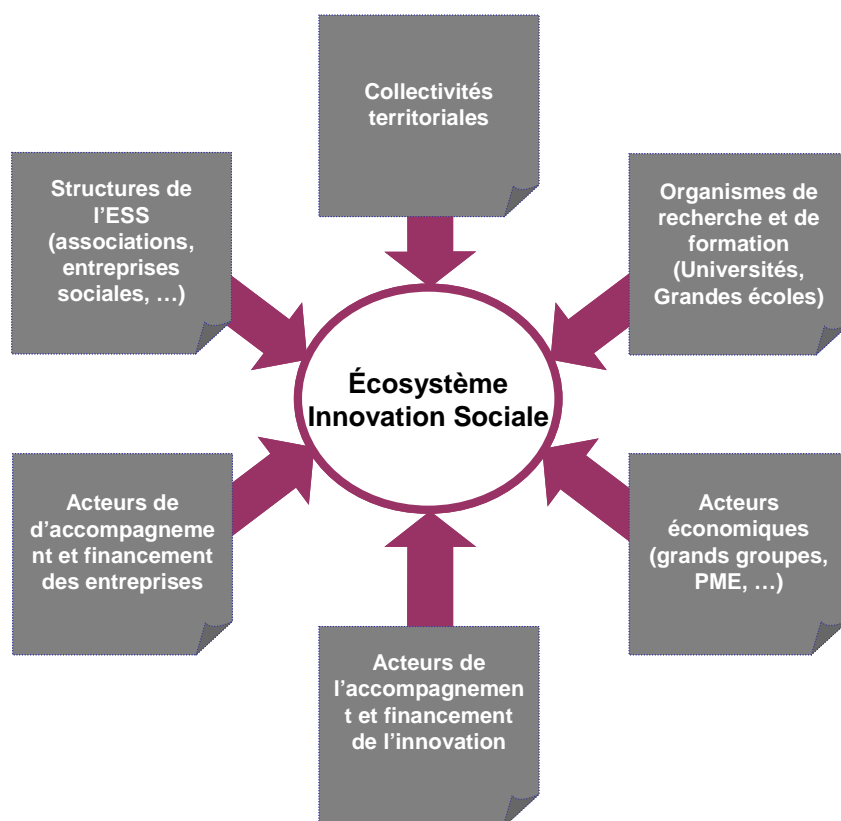 Collectivités
territoriales
Structures de
l’ESS
(associations,
entreprises
sociales, …)
Organismes de
recherche et de
formation
(Universités,
Grandes écoles)
Écosystème
Innovation Sociale
Acteurs de
d’accompagneme
nt et financement
des entreprises
Acteurs
économiques
(grands groupes,
PME, …)
Acteurs de
l’accompagnemen
t et financement
de l’innovation